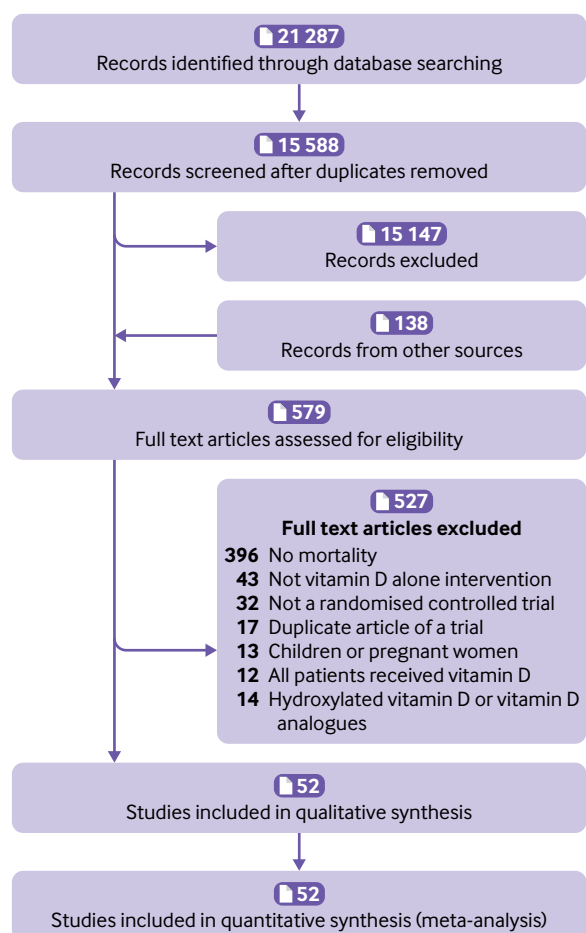 21 287
Records identified through database searching
15 588
Records screened after duplicates removed
15 147
Records excluded
138
Records from other sources
579
Full text articles assessed for eligibility
527
Full text articles excluded
396 No mortality
43 Not vitamin D alone intervention
32 Not a randomised controlled trial
17 Duplicate article of a trial
13 Children or pregnant women
12 All patients received vitamin D
14 Hydroxylated vitamin D or vitamin D
analogues
52
Studies included in qualitative synthesis
52
Studies included in quantitative synthesis (meta-analysis)